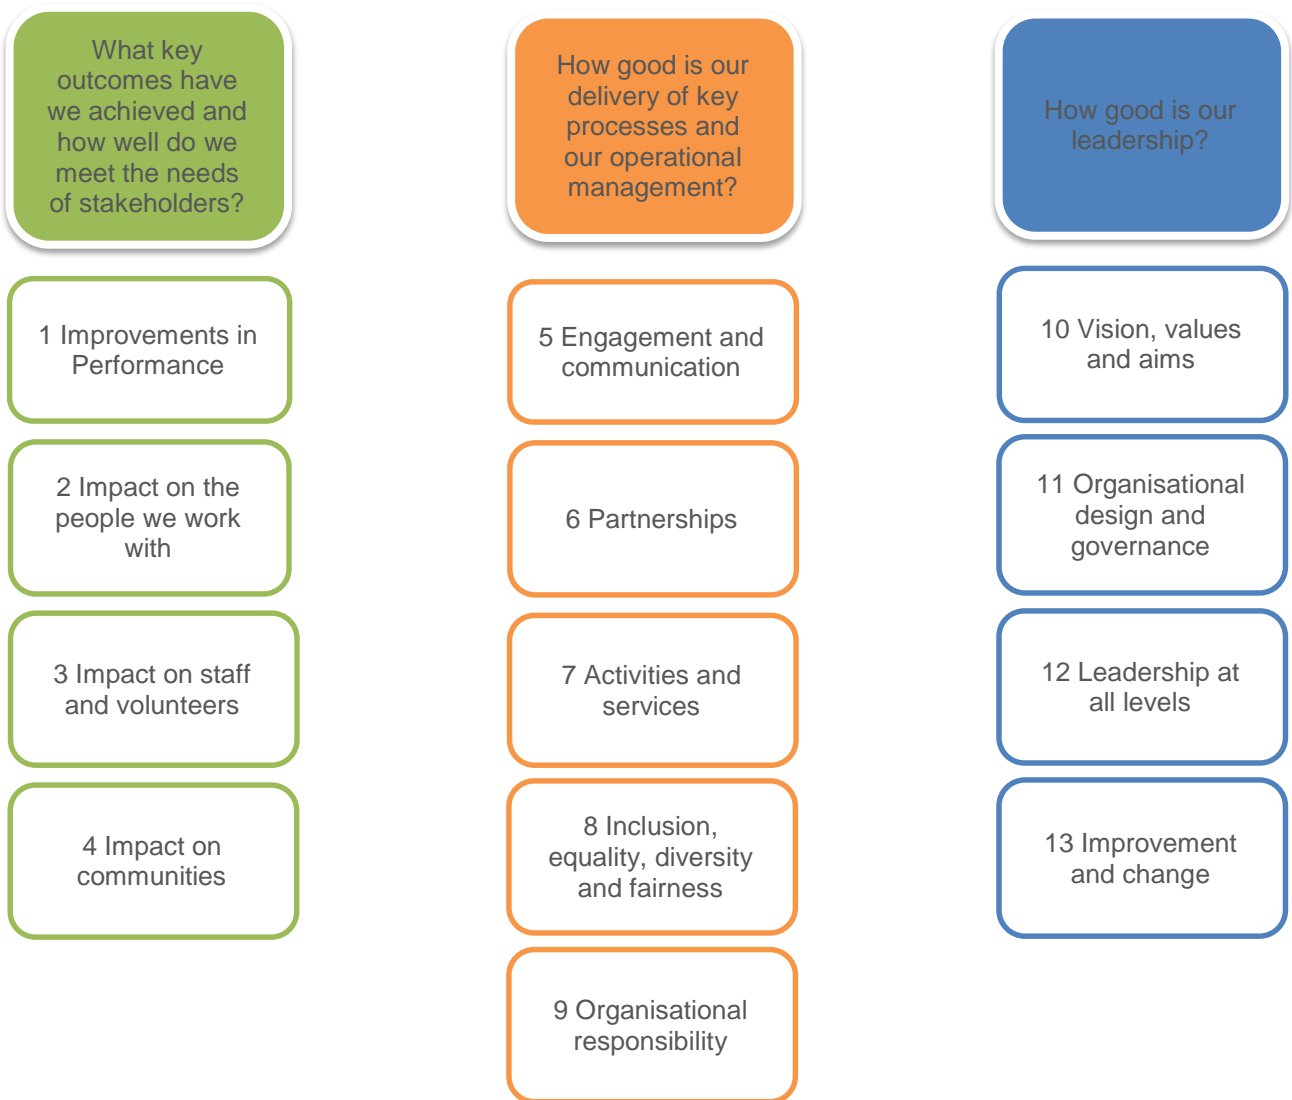 What key
outcomes have
we achieved and
how well do we
meet the needs
of stakeholders?
1 Improvements in
Performance
2 Impact on the
people we work
with
3 Impact on staff
and volunteers
4 Impact on
communities
How good is our
delivery of key
processes and
our operational
management?
5 Engagement and
communication
6 Partnerships
7 Activities and
services
8 Inclusion,
equality, diversity
and fairness
9 Organisational
responsibility
How good is our
leadership?
10 Vision, values
and aims
11 Organisational
design and
governance
12 Leadership at
all levels
13 Improvement
and change